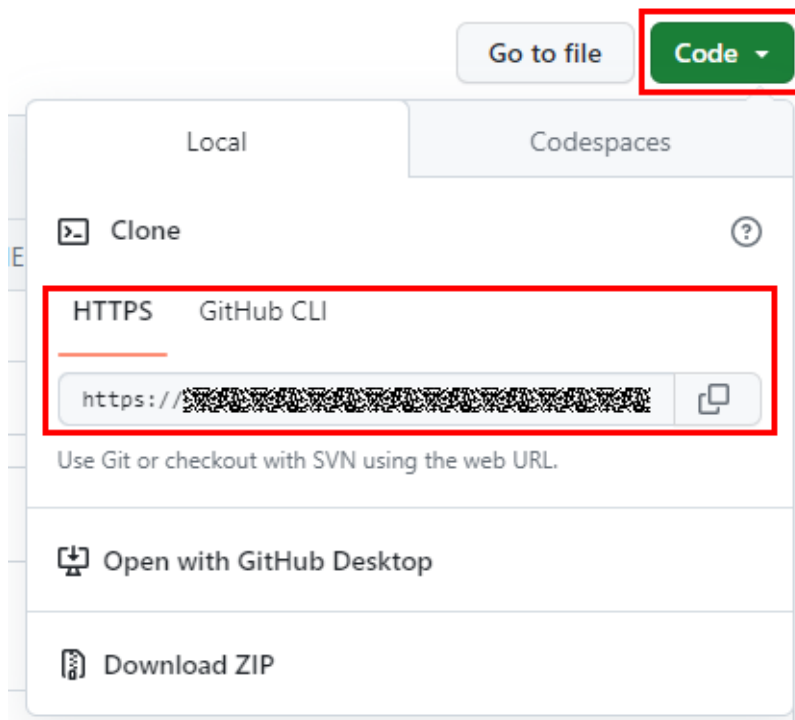 Go to file
Code
Local
Codespaces
Clone
HTTPS
GitHub CLI
https://
Use Git or checkout with SVN using the web URL.
Open with GitHub Desktop
Download ZIP